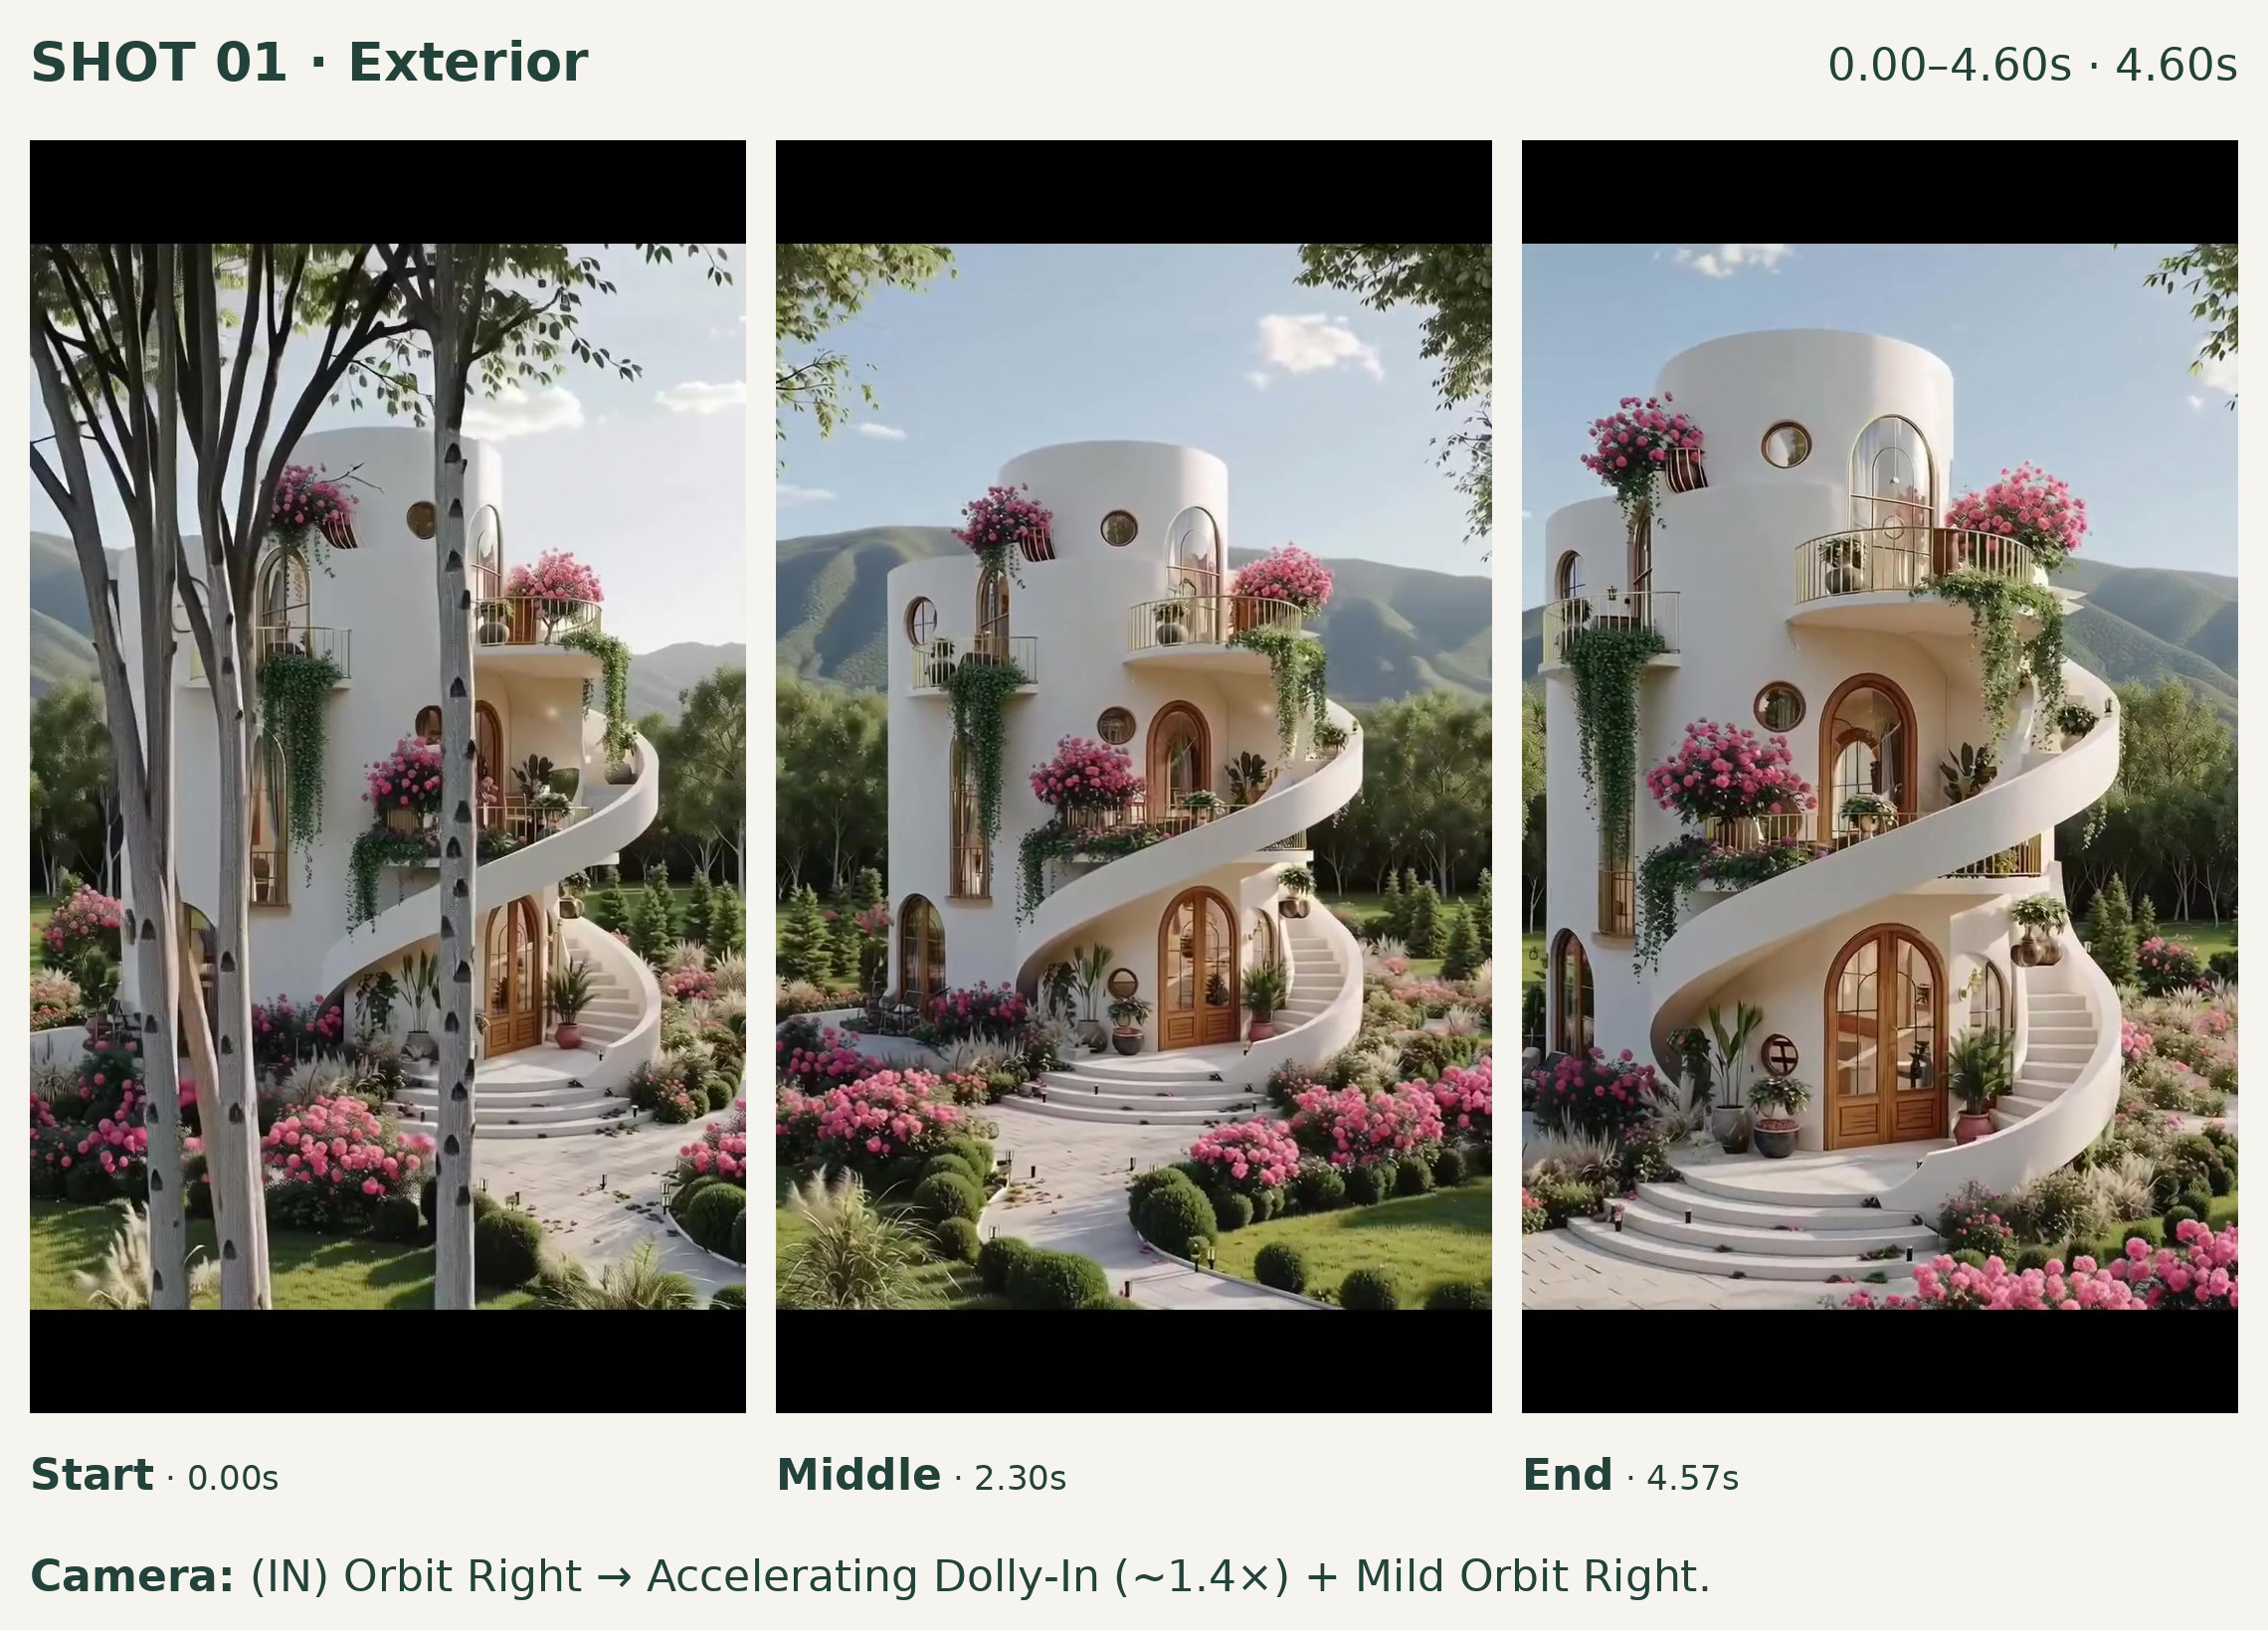 SHOT 01 · Exterior
0.00–4.60s · 4.60s
Start · 0.00s
Middle · 2.30s
End · 4.57s
Camera: (IN) Orbit Right → Accelerating Dolly-In (~1.4×) + Mild Orbit Right.